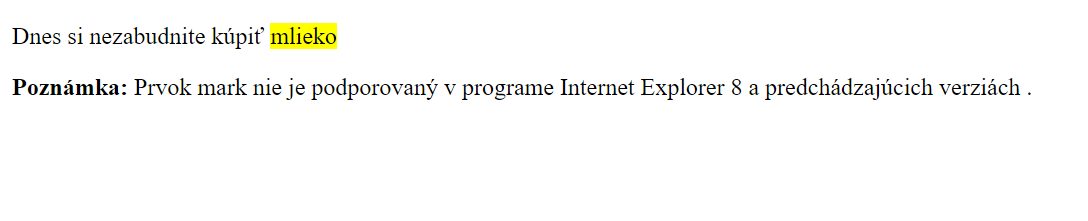 Dnes si nezabudnite kúpiť mlieko
Poznámka: Prvok mark nie je podporovaný v programe Internet Explorer 8 a predchádzajúcich verziách .